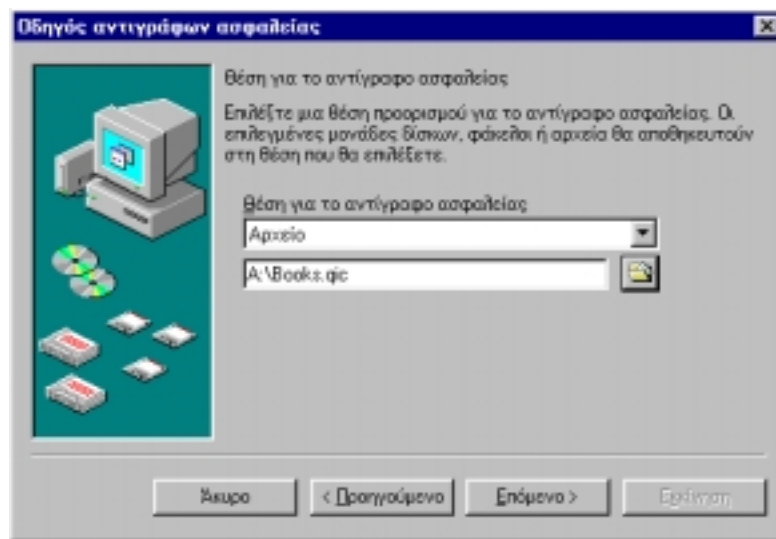 Οδηγός αντιγράφων ασφαλείας
Θέση για το αντίγραφο ασφαλείας
Επιλέξτε μια θέση προορισμού για το αντίγραφο ασφαλείας. Οι
επιλεγμένες μονάδες δίσκων, φάκελοι ή αρχεία θα αποθηκευτούν
στη θέση που θα επιλέξετε.
Θέση για το αντίγραφο ασφαλείας
Αρχείο
A:\Books.qic
Άκυρο
< Προηγούμενο
Επόμενο >
Εκκίνηση